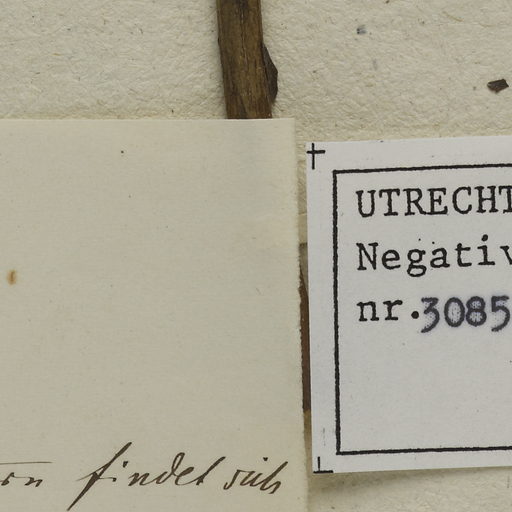 UTRECHT
Negativ
nr.3085
findet sich